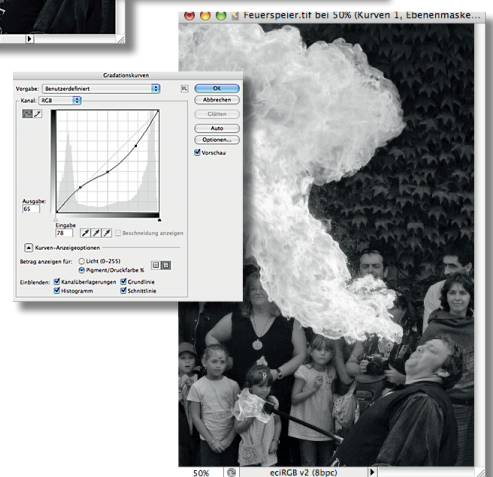 Feuerspeier.tif bei 50% (Kurven 1, Ebenenmaske...
Gradationskurven
Vorgabe: Benutzerdefiniert
OK
Kanal: RGB
Abbrechen
Glätten
Auto
Optionen...
Vorschau
Ausgabe:
65
Eingabe
78
Beschneidung anzeigen
Kurven-Anzeigeoptionen
Betrag anzeigen für: Licht (0–255)
Pigment/Druckfarbe %
Einblenden: Kanalüberlagerungen Grundlinie
Histogramm Schnittlinie
50% eciRGB v2 (8bpc)